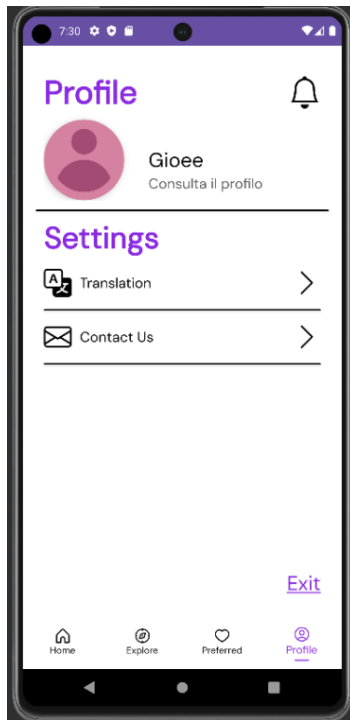 7:30
Profile
Gioee
Consulta il profilo
Settings
Translation
Contact Us
Exit
Home Explore Preferred Profile